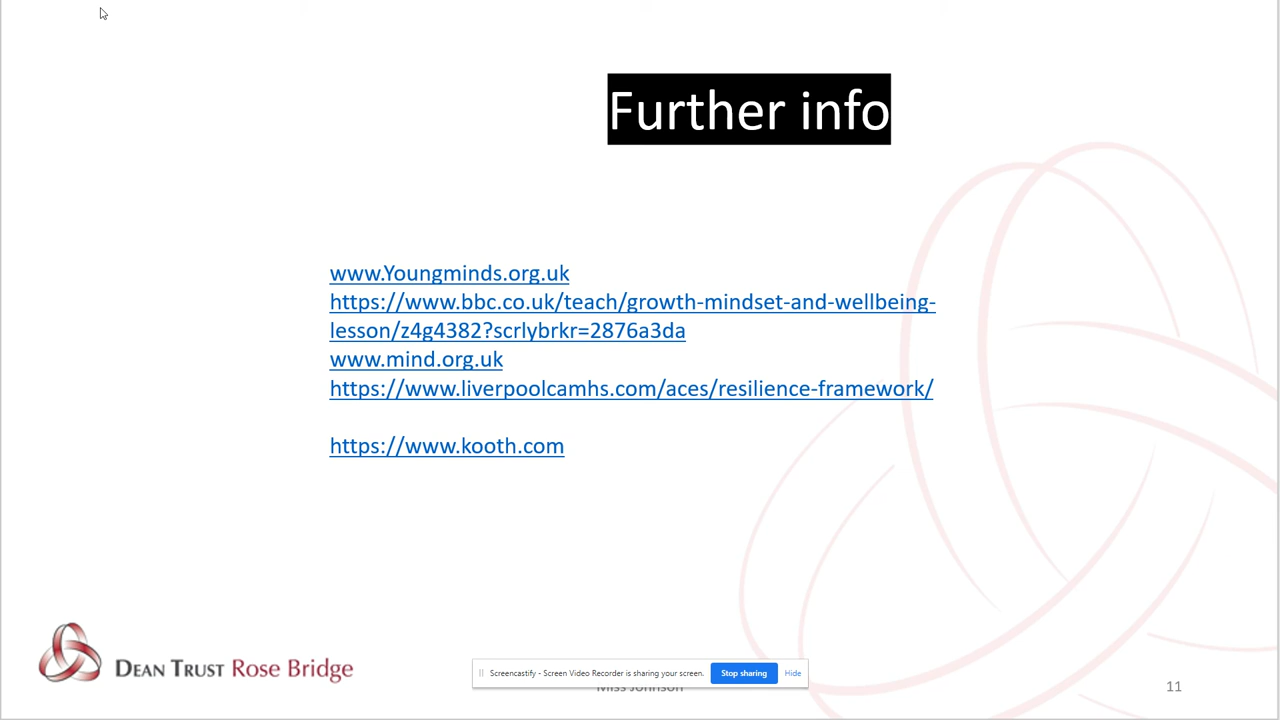 Further info
www.Youngminds.org.uk
https://www.bbc.co.uk/teach/growth-mindset-and-wellbeing-
lesson/z4g4382?scrlybrkr=2876a3da
www.mind.org.uk
https://www.liverpoolcamhs.com/aces/resilience-framework/
https://www.kooth.com
DEAN TRUST Rose Bridge
Screencastify - Screen Video Recorder is sharing your screen. Stop sharing Hide
Miss Johnson
11